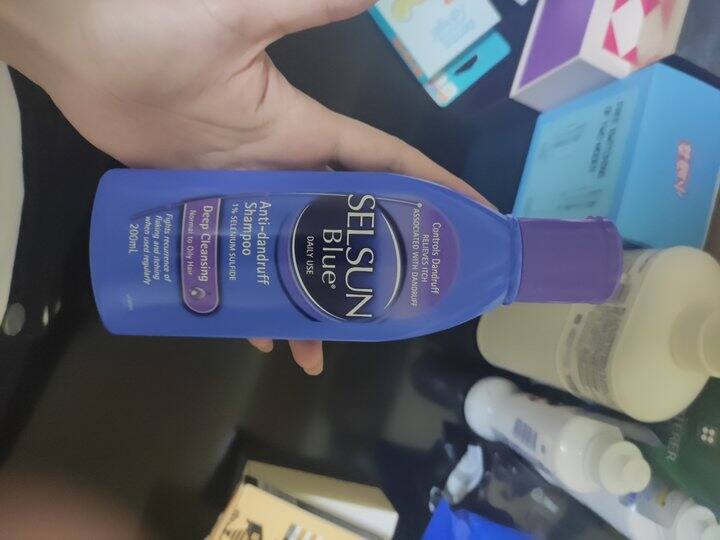 Controls Dandruff
RELIEVES ITCH
*ASSOCIATED WITH DANDRUFF
SELSUN
Blue®
DAILY USE
Anti-dandruff
Shampoo
1% SELENIUM SULFIDE
Deep Cleansing
Normal to Oily Hair
Fights recurrence of
flaking and itching
when used regularly
200mL